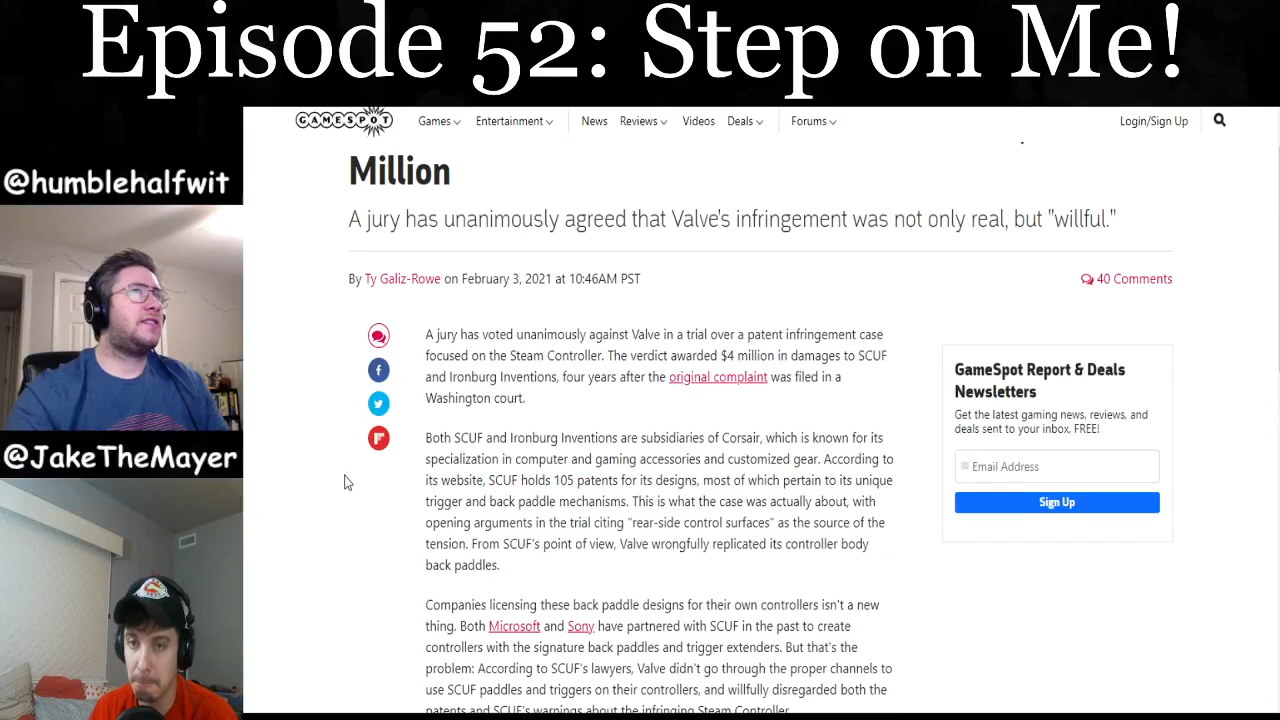 Episode 52: Step on Me!
GAMESPOT
Games
Entertainment
News
Reviews
Videos
Deals
Forums
Login/Sign Up
@humblehalfwit
Million
A jury has unanimously agreed that Valve's infringement was not only real, but "willful."
By Ty Galiz-Rowe on February 3, 2021 at 10:46AM PST
40 Comments
A jury has voted unanimously against Valve in a trial over a patent infringement case
focused on the Steam Controller. The verdict awarded $4 million in damages to SCUF
and Ironburg Inventions, four years after the original complaint was filed in a
Washington court.
GameSpot Report & Deals
Newsletters
Get the latest gaming news, reviews, and
deals sent to your inbox, FREE!
Email Address
Sign Up
@JakeTheMayer
Both SCUF and Ironburg Inventions are subsidiaries of Corsair, which is known for its
specialization in computer and gaming accessories and customized gear. According to
its website, SCUF holds 105 patents for its designs, most of which pertain to its unique
trigger and back paddle mechanisms. This is what the case was actually about, with
opening arguments in the trial citing "rear-side control surfaces" as the source of the
tension. From SCUF's point of view, Valve wrongfully replicated its controller body
back paddles.
Companies licensing these back paddle designs for their own controllers isn't a new
thing. Both Microsoft and Sony have partnered with SCUF in the past to create
controllers with the signature back paddles and trigger extenders. But that's the
problem: According to SCUF's lawyers, Valve didn't go through the proper channels to
use SCUF paddles and triggers on their controllers, and willfully disregarded both the
patents and SCUF's warnings about the infringing Steam Controller.